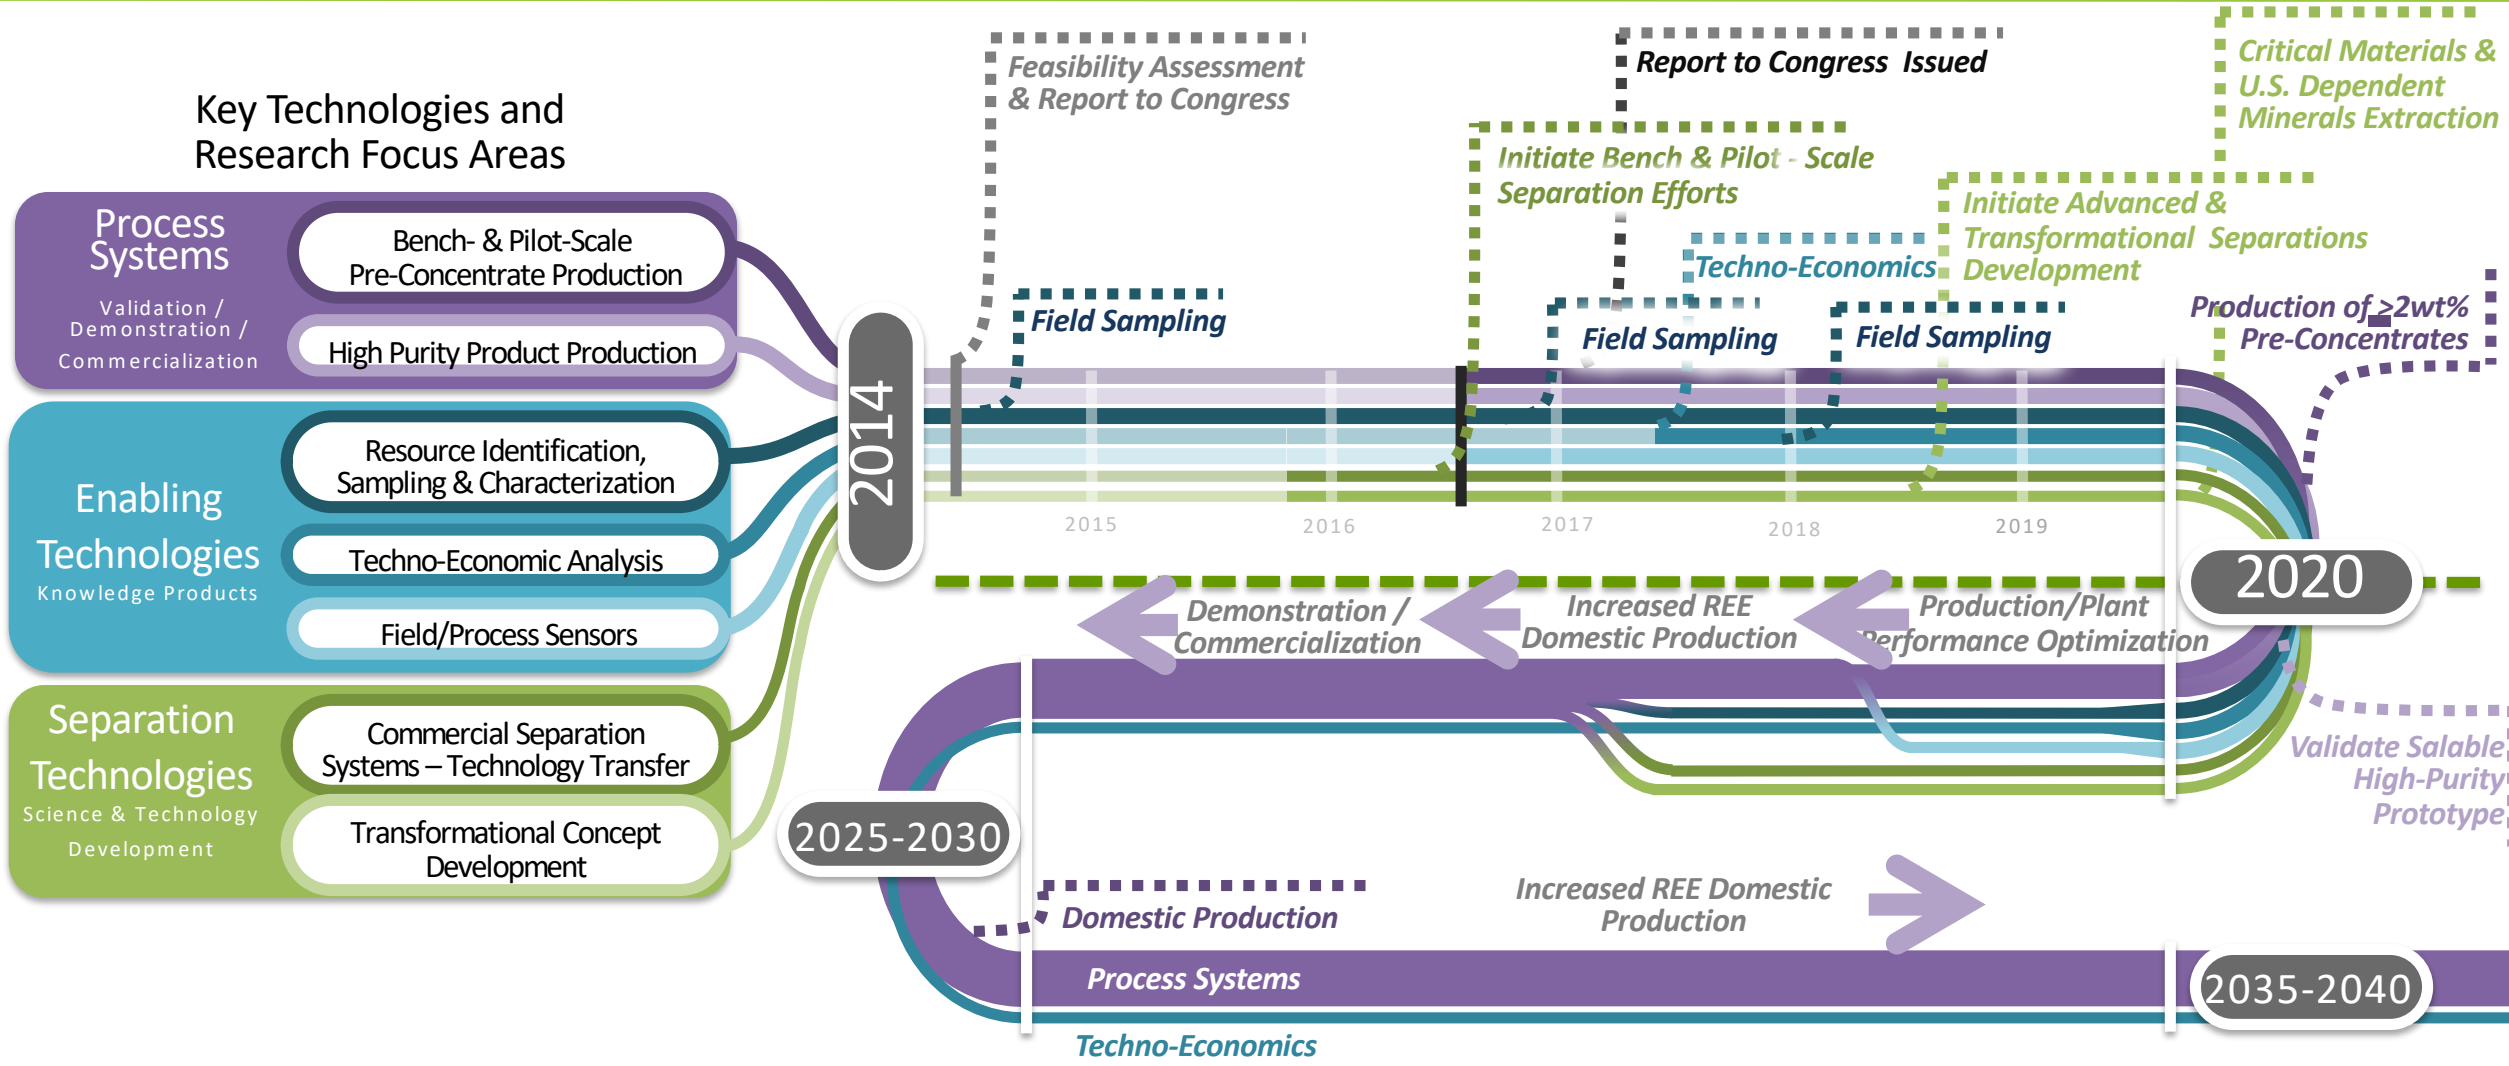 Key Technologies and
Research Focus Areas
Process
Systems
Validation /
Demonstration /
Commercialization
Bench- & Pilot-Scale
Pre-Concentrate Production
High Purity Product Production
Enabling
Technologies
Knowledge Products
Resource Identification,
Sampling & Characterization
Techno-Economic Analysis
Field/Process Sensors
Separation
Technologies
Science & Technology
Development
Commercial Separation
Systems – Technology Transfer
Transformational Concept
Development
2014
Feasibility Assessment
& Report to Congress
Field Sampling
Report to Congress Issued
Initiate Bench & Pilot - Scale
Separation Efforts
Techno-Economics
Field Sampling
Field Sampling
Initiate Advanced &
Transformational Separations
Development
Critical Materials &
U.S. Dependent
Minerals Extraction
Production of >2wt%
Pre-Concentrates
2015
2016
2017
2018
2019
2020
Demonstration /
Commercialization
Increased REE
Domestic Production
Production/Plant
Performance Optimization
Validate Salable
High-Purity
Prototype
2025-2030
Domestic Production
Increased REE Domestic
Production
Process Systems
Techno-Economics
2035-2040